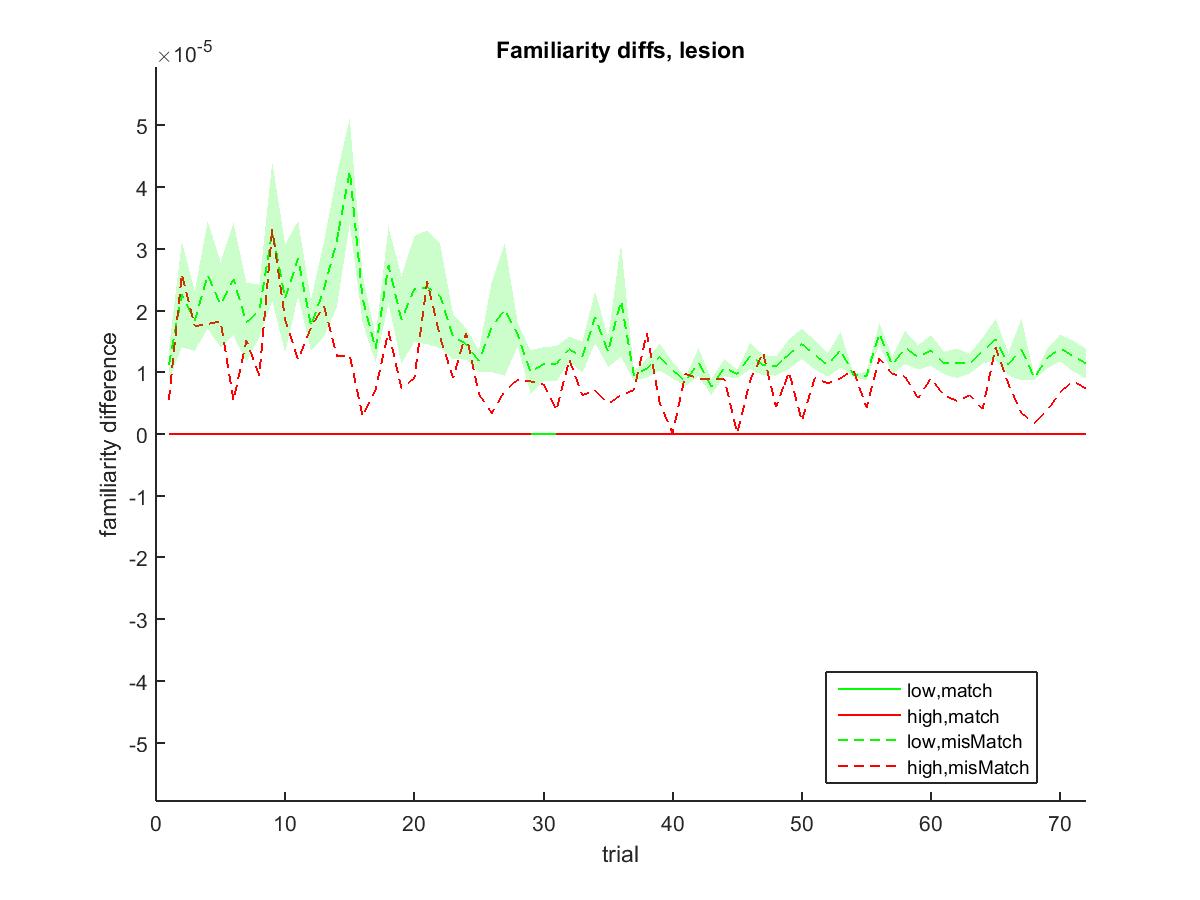 ×10-5
Familiarity diffs, lesion
5
4
3
2
1
0
-1
-2
-3
-4
-5
familiarity difference
0 10 20 30 40 50 60 70
trial
low,match
high,match
low,misMatch
high,misMatch